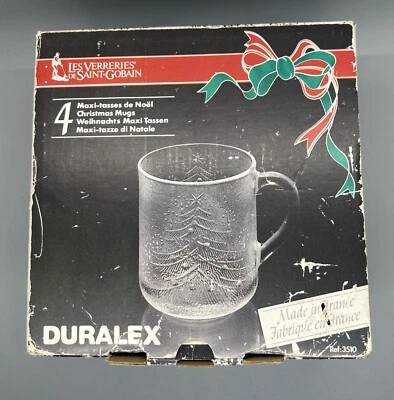 LES VERRERIES
DE SAINT-GOBAIN
4 Maxi-tasses de Noël
Christmas Mugs
Weihnachts Maxi Tassen
Maxi-tazze di Natale
Made in France
Fabriqué en France
DURALEX
Ref: 3510